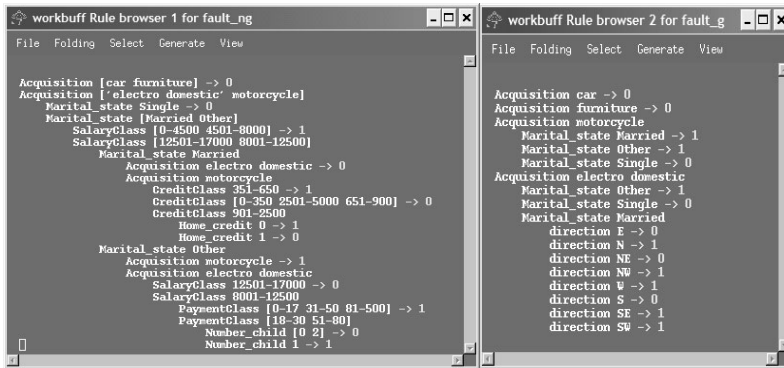 workbuff Rule browser 1 for fault_ng
File Folding Select Generate View
Acquisition [car furniture] -> 0
Acquisition ['electro domestic' motorcycle]
Marital_state Single -> 0
Marital_state [Married Other]
SalaryClass [0-4500 4501-8000] -> 1
SalaryClass [12501-17000 8001-12500]
Marital_state Married
Acquisition electro domestic -> 0
Acquisition motorcycle
CreditClass 351-650 -> 1
CreditClass [0-350 2501-5000 651-900] -> 0
CreditClass 901-2500
Home_credit 0 -> 1
Home_credit 1 -> 0
Marital_state Other
Acquisition motorcycle -> 1
Acquisition electro domestic
SalaryClass 12501-17000 -> 0
SalaryClass 8001-12500
PaymentClass [0-17 31-50 81-500] -> 1
PaymentClass [18-30 51-80]
Number_child [0 2] -> 0
Number_child 1 -> 1
workbuff Rule browser 2 for fault_g
File Folding Select Generate View
Acquisition car -> 0
Acquisition furniture -> 0
Acquisition motorcycle
Marital_state Married -> 1
Marital_state Other -> 1
Marital_state Single -> 0
Acquisition electro domestic
Marital_state Other -> 1
Marital_state Single -> 0
Marital_state Married
direction E -> 0
direction N -> 1
direction NE -> 0
direction NW -> 1
direction W -> 1
direction S -> 0
direction SE -> 1
direction SW -> 1